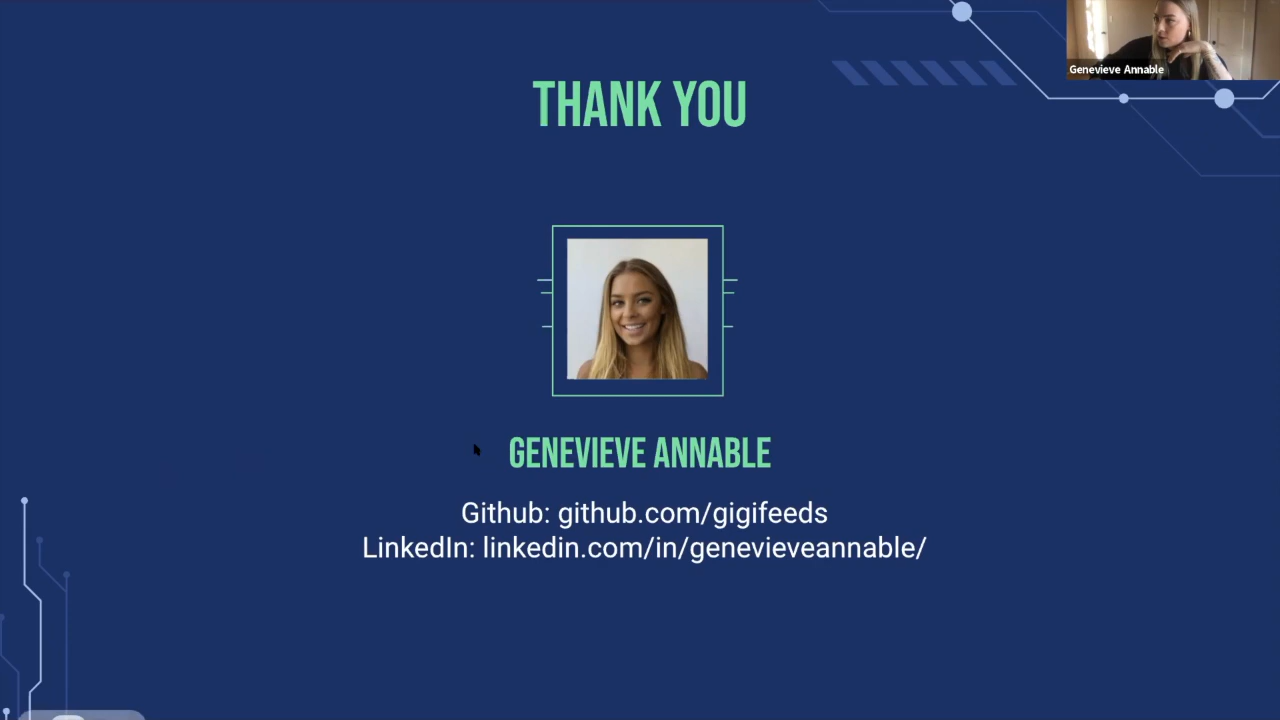 THANK YOU
Genevieve Annable
GENEVIEVE ANNABLE
Github: github.com/gigifeeds
LinkedIn: linkedin.com/in/genevieveannable/